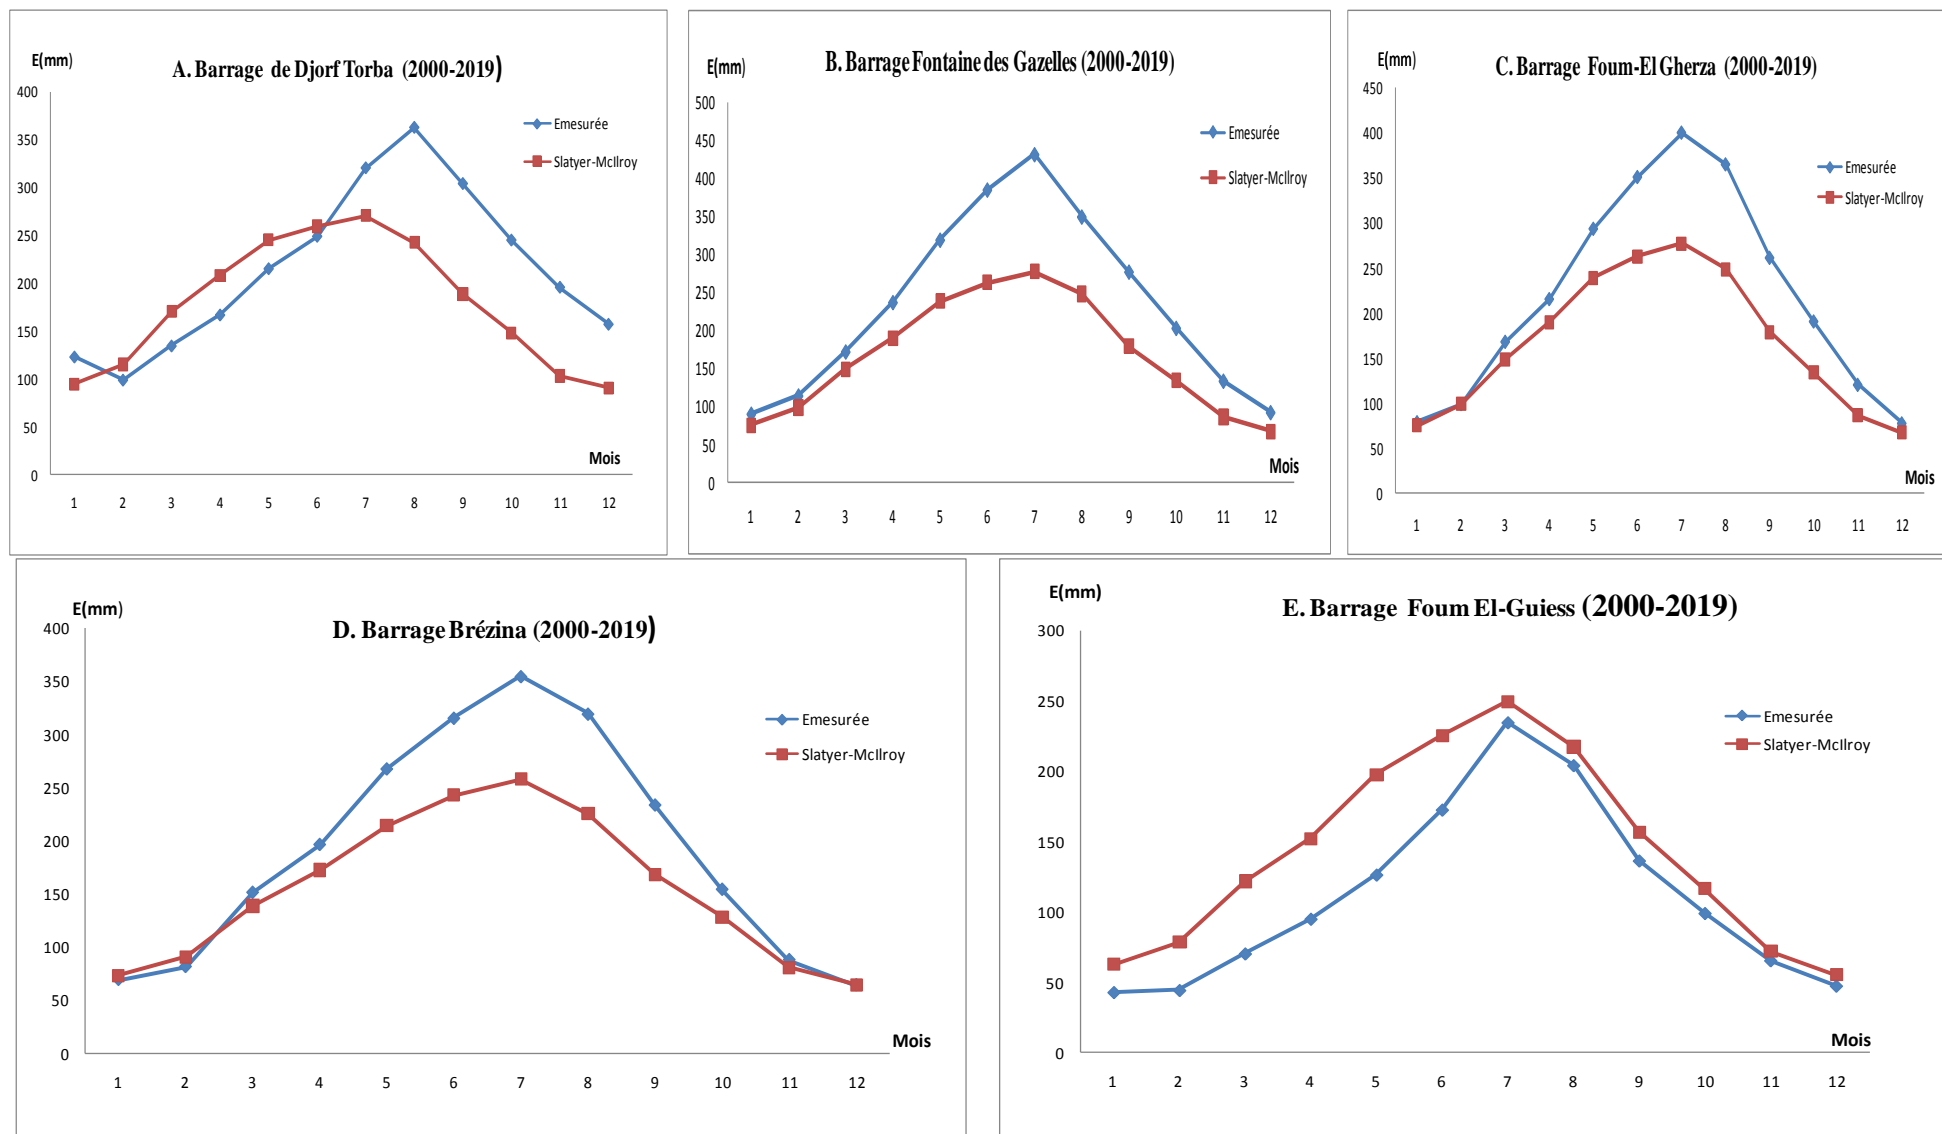 A. Barrage de Djorf Torba (2000-2019)
E(mm)
400
350
300
250
200
150
100
50
0
Emesurée
Slatyer-McIlroy
Mois
1 2 3 4 5 6 7 8 9 10 11 12
B. Barrage Fontaine des Gazelles (2000-2019)
E(mm)
500
450
400
350
300
250
200
150
100
50
0
Emesurée
Slatyer-McIlroy
Mois
1 2 3 4 5 6 7 8 9 10 11 12
C. Barrage Foum-El Gherza (2000-2019)
E(mm)
450
400
350
300
250
200
150
100
50
0
Emesurée
Slatyer-McIlroy
Mois
1 2 3 4 5 6 7 8 9 10 11 12
E(mm)
D. Barrage Brézina (2000-2019)
400
350
300
250
200
150
100
50
0
Emesurée
Slatyer-McIlroy
Mois
1 2 3 4 5 6 7 8 9 10 11 12
E(mm)
E. Barrage Foum El-Guiess (2000-2019)
300
250
200
150
100
50
0
Emesurée
Slatyer-McIlroy
Mois
1 2 3 4 5 6 7 8 9 10 11 12